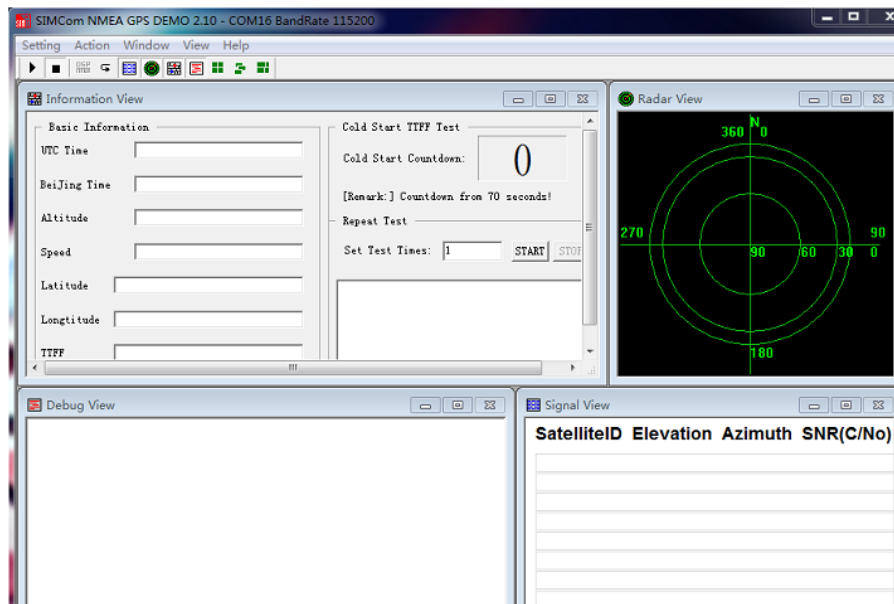 SIMCom NMEA GPS DEMO 2.10 - COM16 BandRate 115200
Setting Action Window View Help
Information View
Basic Information
UTC Time
BeiJing Time
Altitude
Speed
Latitude
Longtitude
TTFF
Cold Start TTFF Test
Cold Start Countdown:
0
[Remark:] Countdown from 70 seconds!
Repeat Test
Set Test Times: 1 START STOP
Radar View
N
360 0
270 90
90 60 30 0
180
Debug View
Signal View
SatelliteID Elevation Azimuth SNR(C/No)